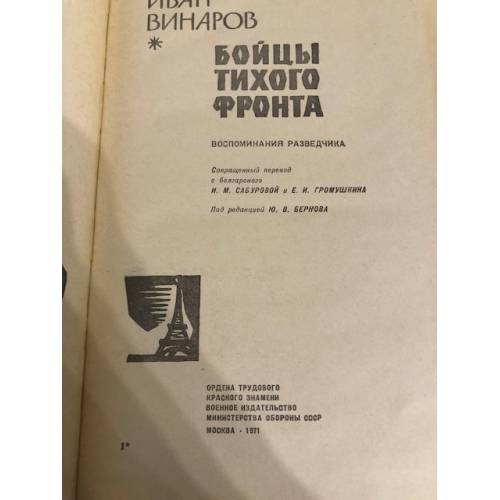 ИВАН
ВИНАРОВ
*
БОЙЦЫ
ТИХОГО
ФРОНТА
ВОСПОМИНАНИЯ РАЗВЕДЧИКА
Сокращенный перевод
с болгарского
И. М. САБУРОВОЙ и Е. И. ГРОМУШКИНА
Под редакцией Ю. В. БЕРНОВА
ОРДЕНА ТРУДОВОГО
КРАСНОГО ЗНАМЕНИ
ВОЕННОЕ ИЗДАТЕЛЬСТВО
МИНИСТЕРСТВА ОБОРОНЫ СССР
МОСКВА · 1971
1*